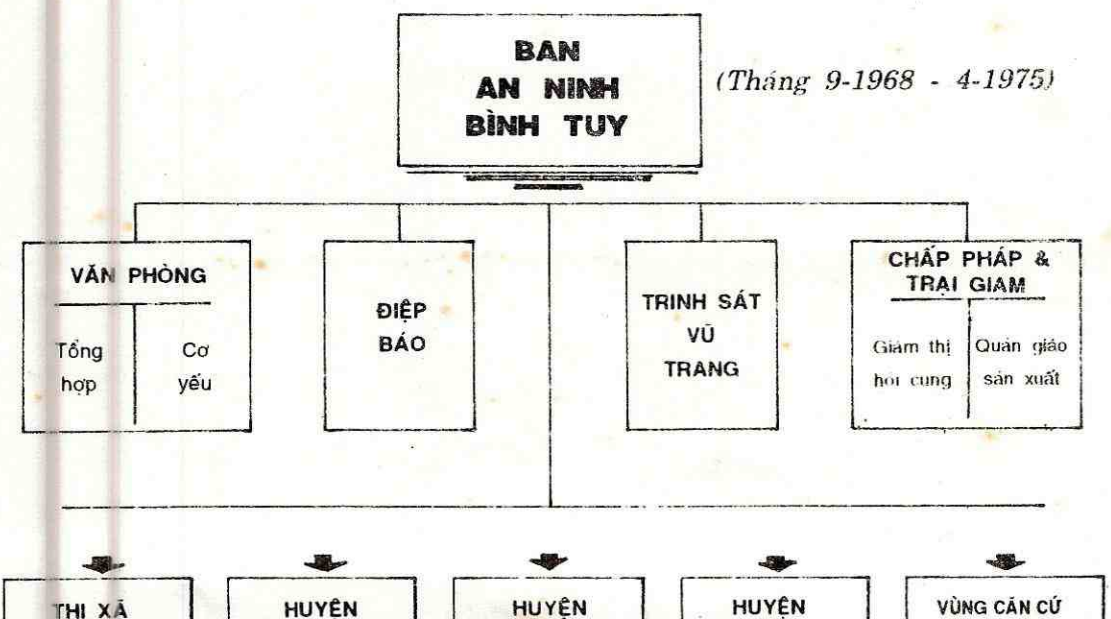 BAN
AN NINH
BÌNH TUY
(Tháng 9-1968 - 4-1975)
VĂN PHÒNG
Tổng hợp
Cơ yếu
ĐIỆP
BÁO
TRINH SÁT
VŨ
TRANG
CHẤP PHÁP &
TRẠI GIAM
Giám thị
hỏi cung
Quản giáo
sản xuất
THỊ XÃ
HUYỆN
HUYỆN
HUYỆN
VÙNG CĂN CỨ